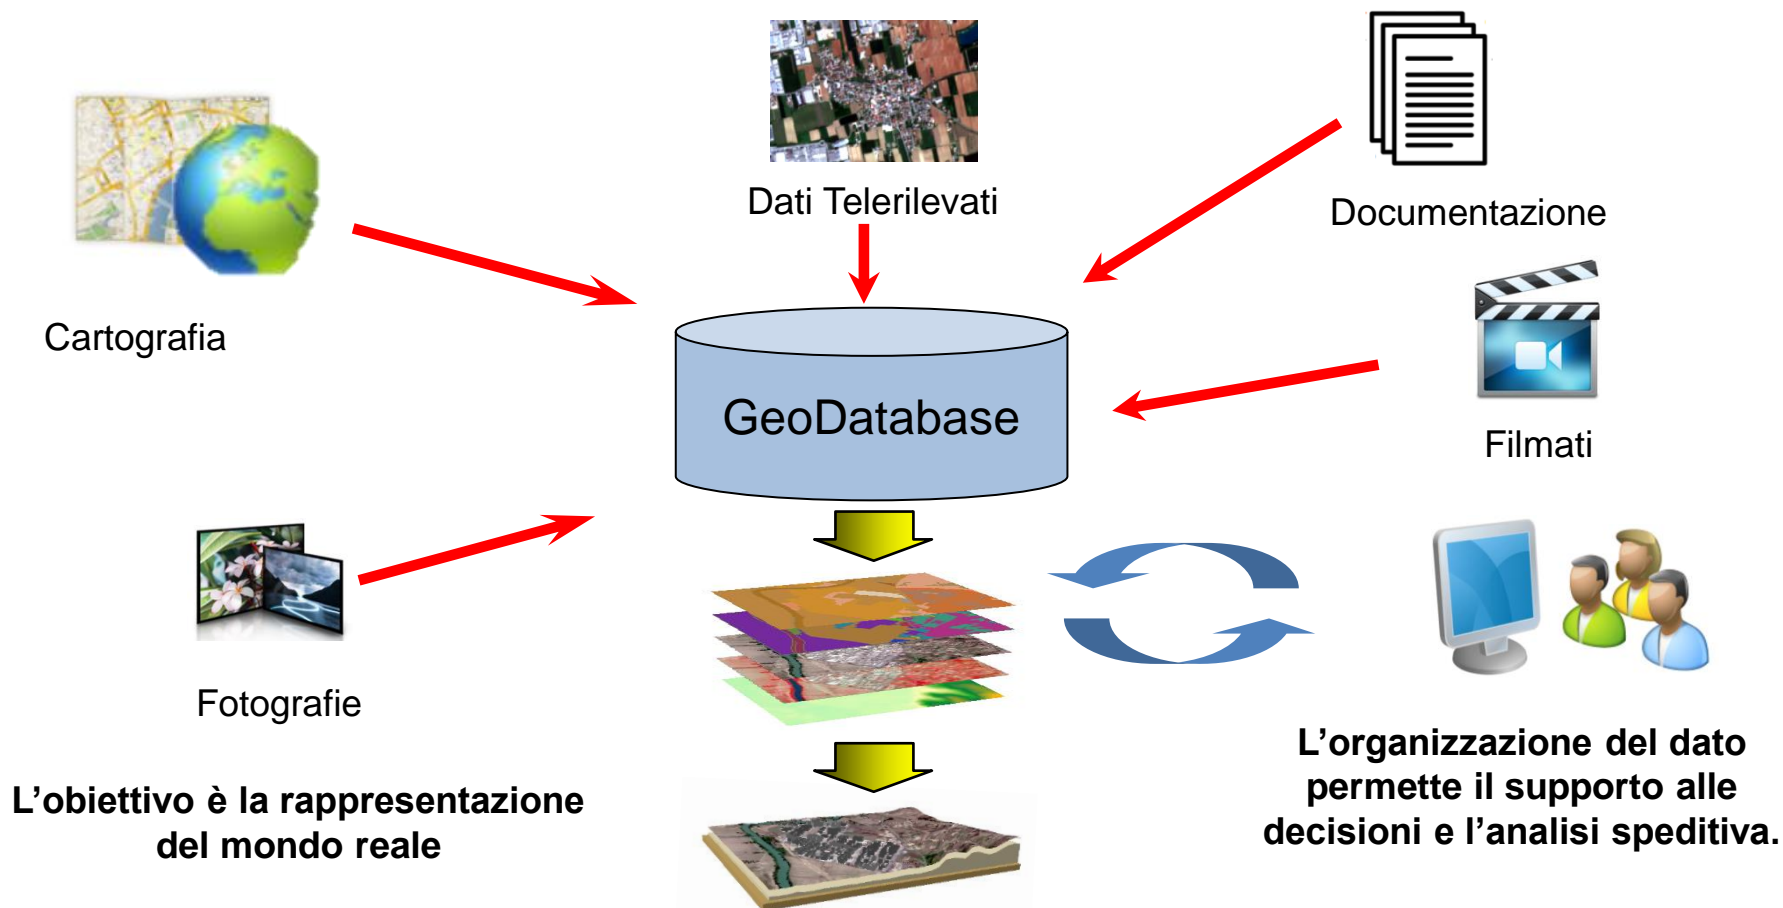 Dati Telerilevati
Documentazione
Cartografia
GeoDatabase
Filmati
Fotografie
L’obiettivo è la rappresentazione
del mondo reale
L’organizzazione del dato
permette il supporto alle
decisioni e l’analisi speditiva.